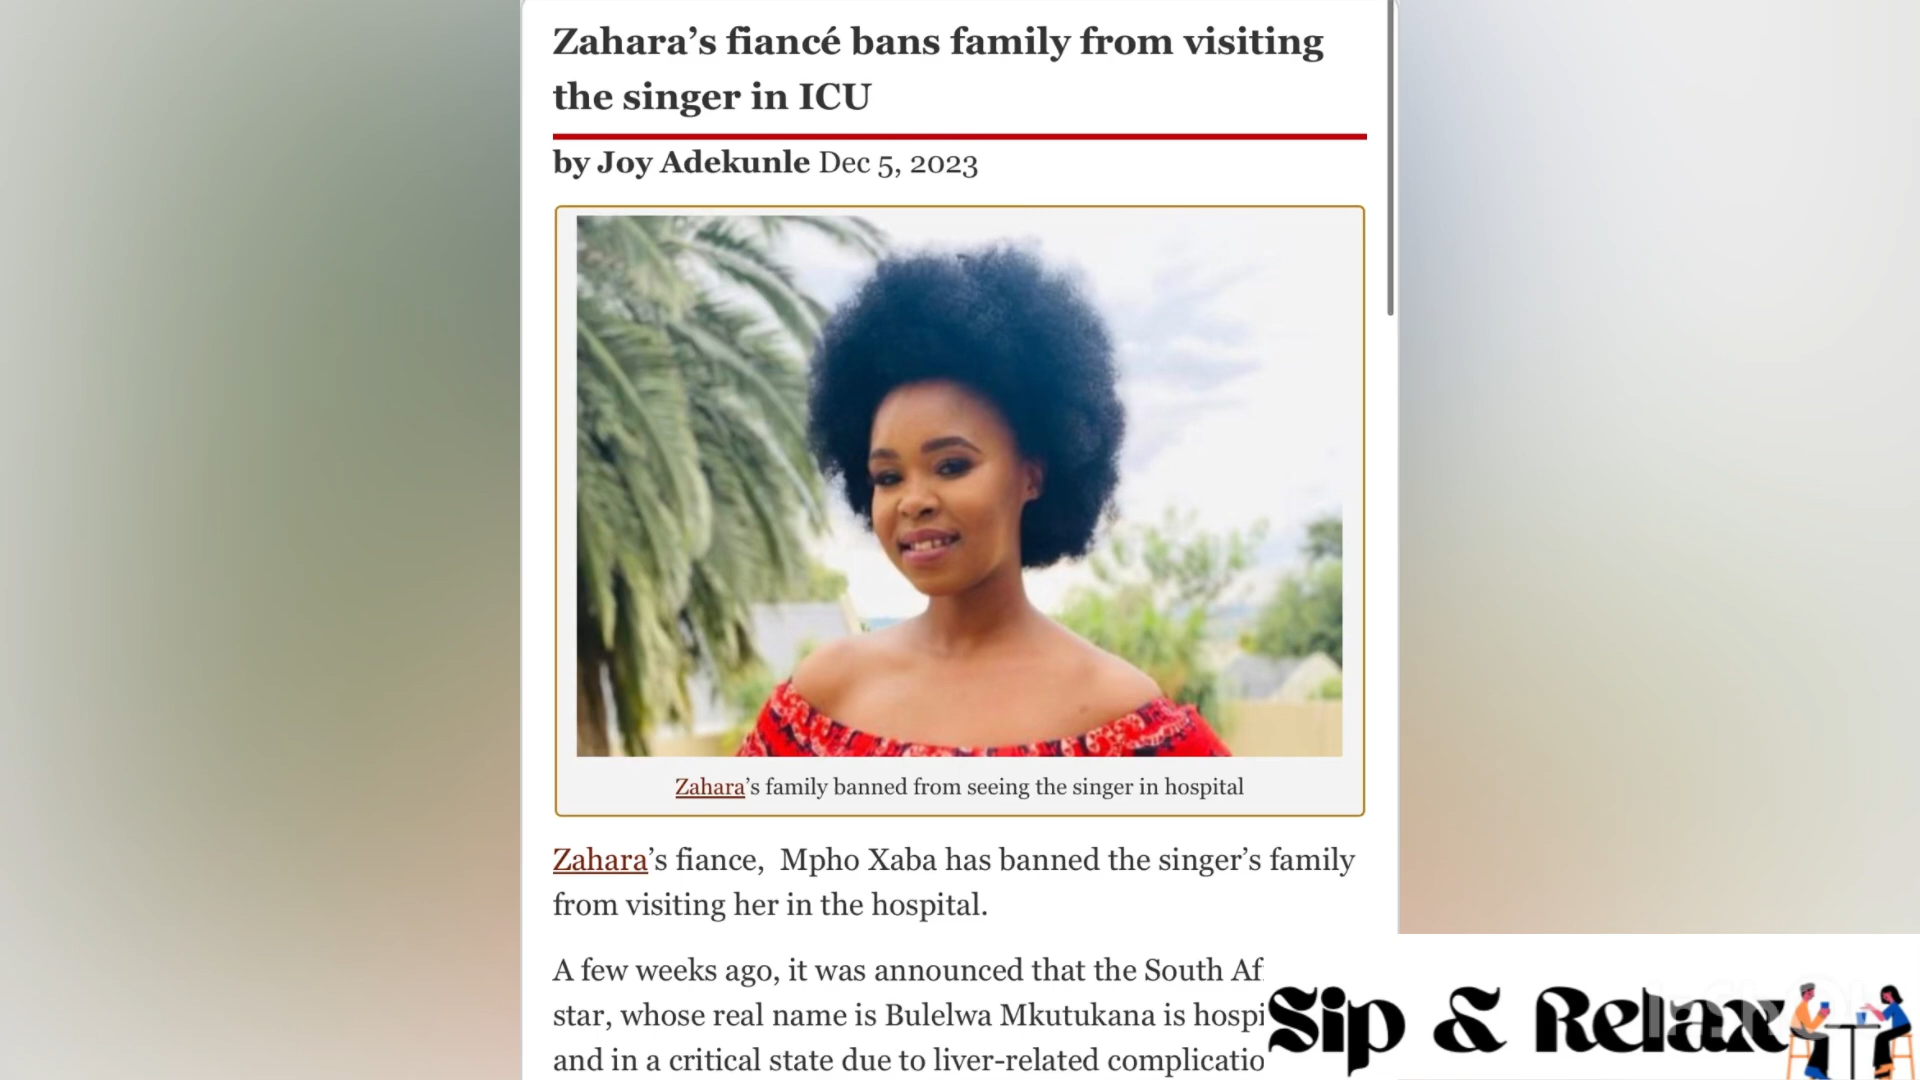 Zahara’s fiancé bans family from visiting
the singer in ICU
by Joy Adekunle Dec 5, 2023
Zahara’s family banned from seeing the singer in hospital
Zahara’s fiance,  Mpho Xaba has banned the singer’s family
from visiting her in the hospital.
A few weeks ago, it was announced that the South Af
star, whose real name is Bulelwa Mkutukana is hospi
and in a critical state due to liver-related complicatio
Sip & Relax